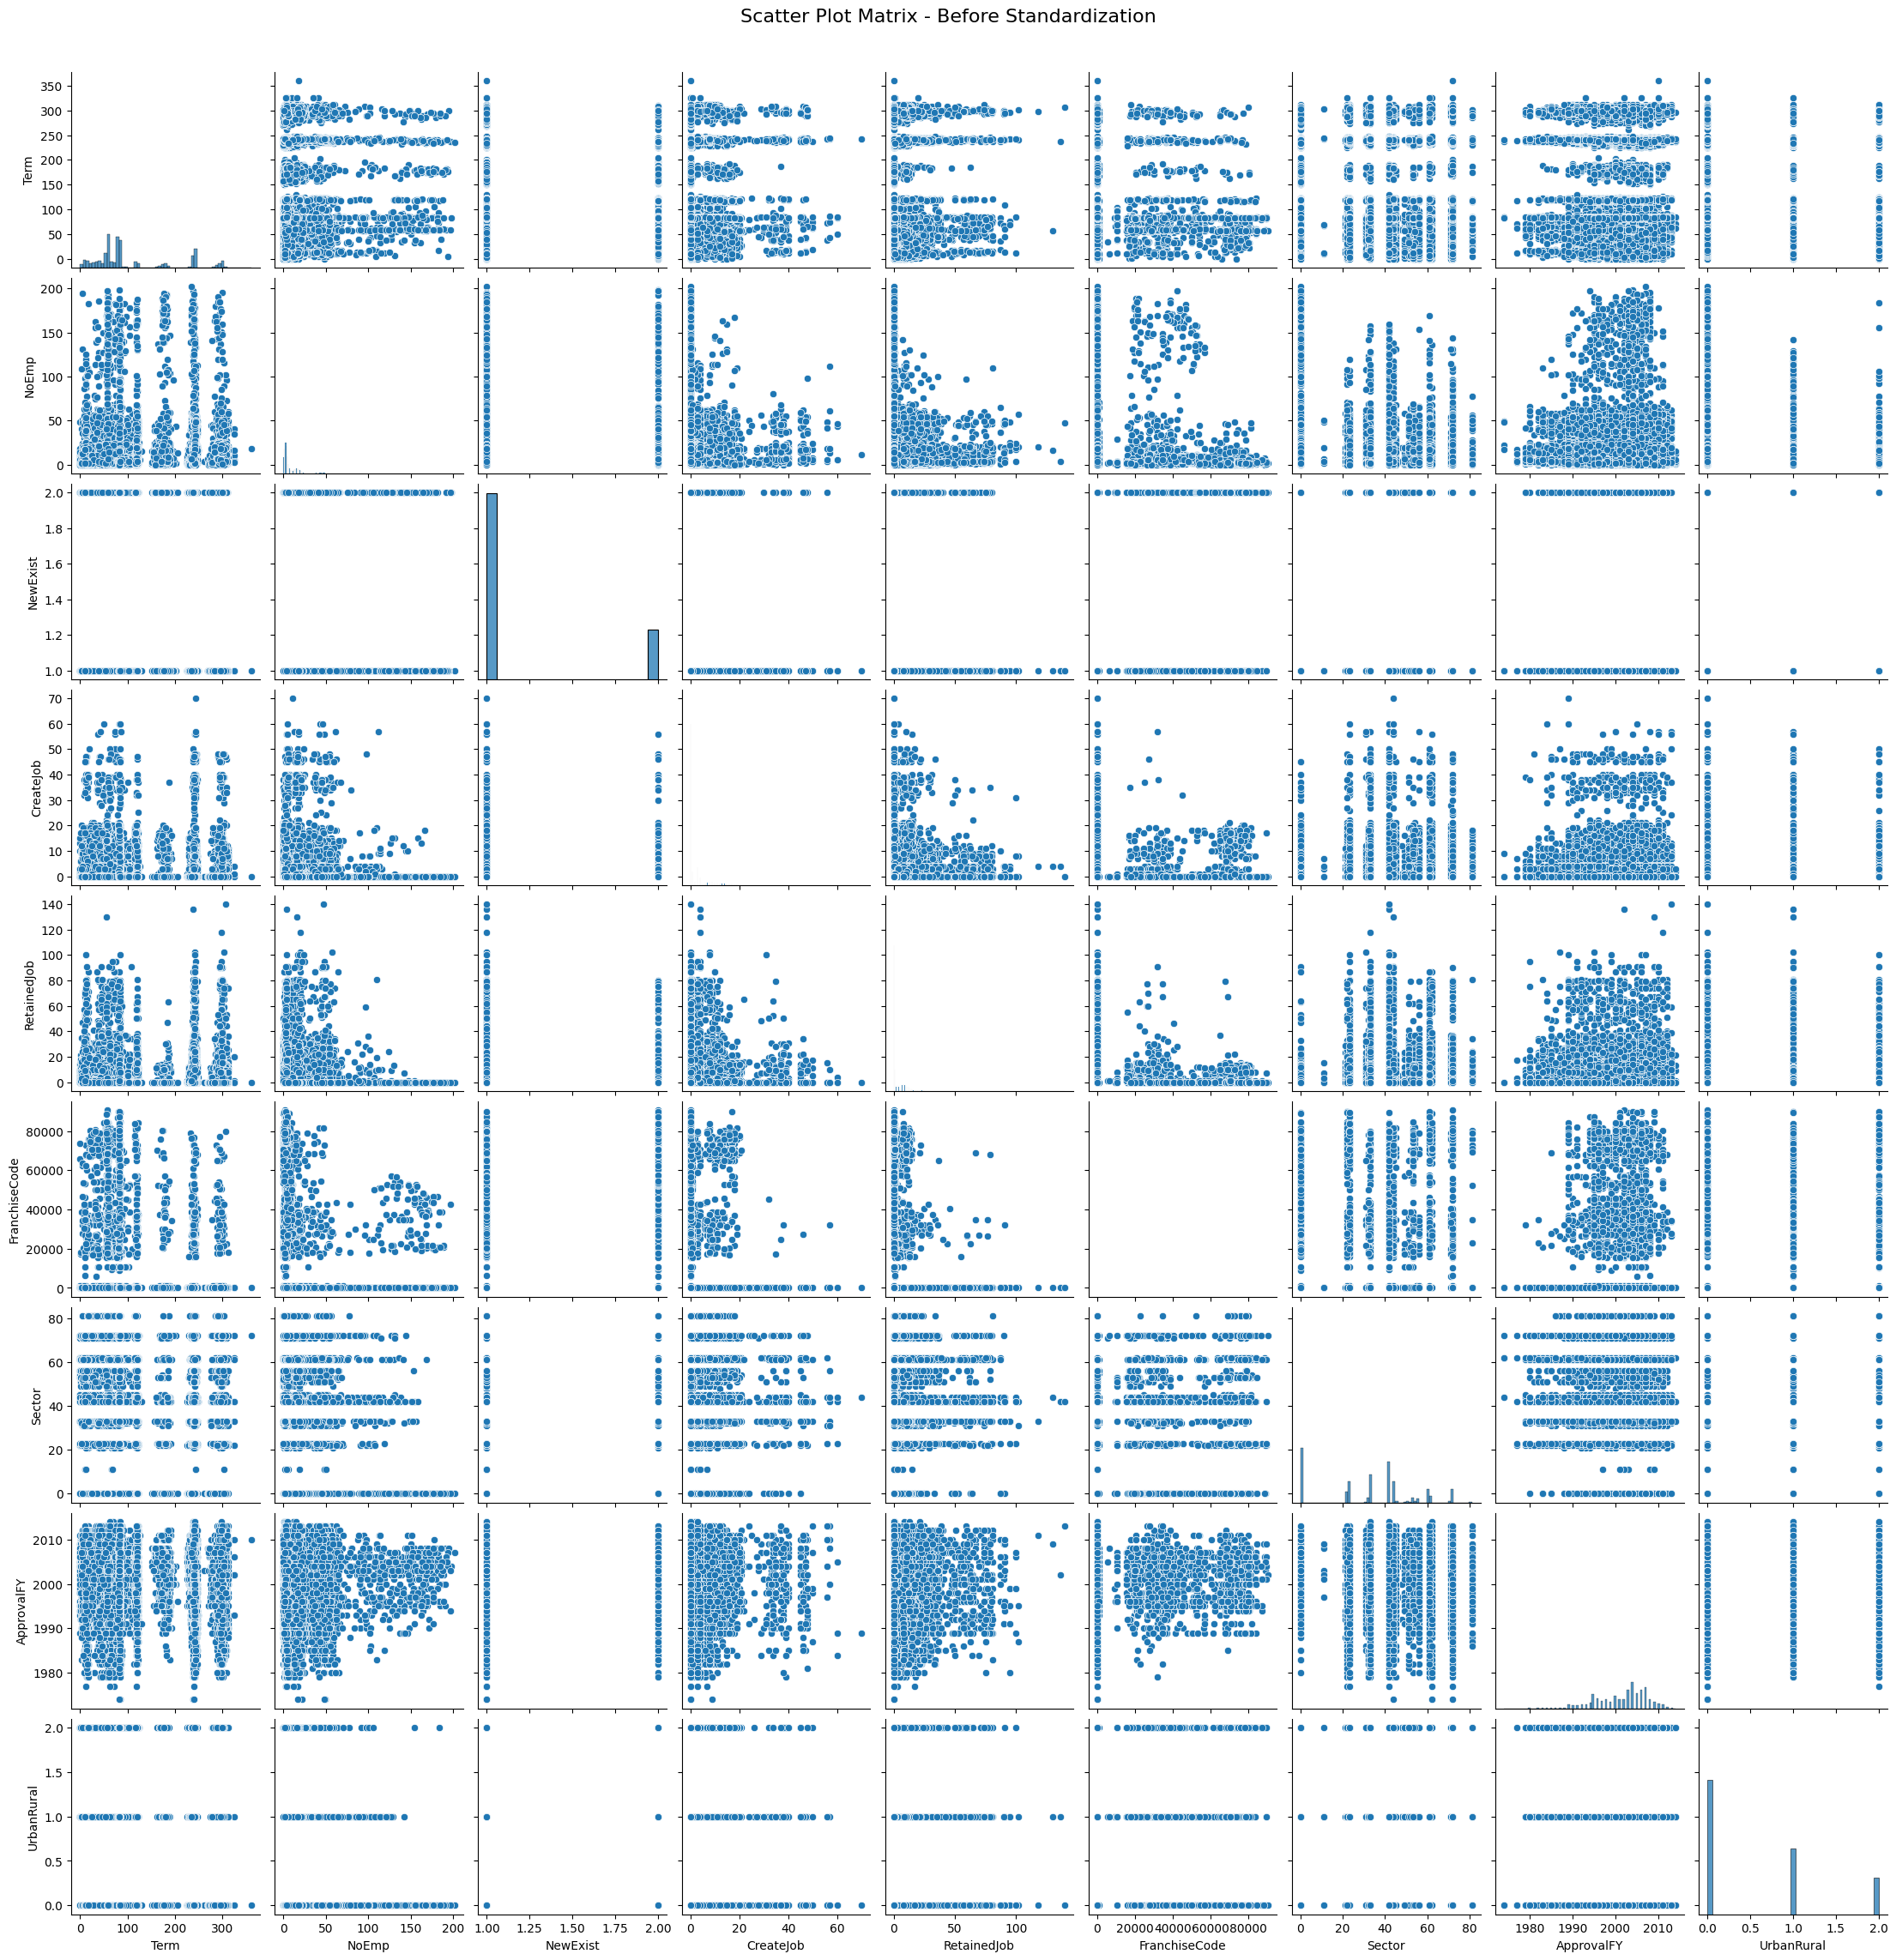 Scatter Plot Matrix - Before Standardization
350
300
250
200
150
100
50
0
Term
200
150
100
50
0
NoEmp
2.0
1.8
1.6
1.4
1.2
1.0
NewExist
70
60
50
40
30
20
10
0
CreateJob
140
120
100
80
60
40
20
0
RetainedJob
80000
60000
40000
20000
0
FranchiseCode
80
60
40
20
0
Sector
2010
2000
1990
1980
ApprovalFY
2.0
1.5
1.0
0.5
0.0
UrbanRural
0 100 200 300
0 50 100 150 200
1.00 1.25 1.50 1.75 2.00
0 20 40 60
0 50 100
0 20000 40000 60000 80000
0 20 40 60 80
1980 1990 2000 2010
0.0 0.5 1.0 1.5 2.0
Term NoEmp NewExist CreateJob RetainedJob FranchiseCode Sector ApprovalFY UrbanRural